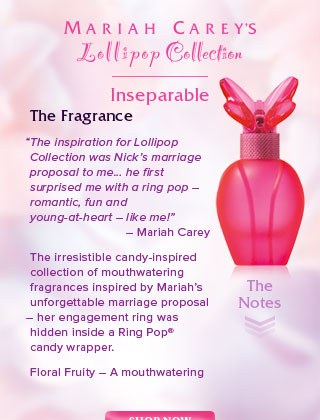 MARIAH CAREY'S
Lollipop Collection
Inseparable
The Fragrance
“The inspiration for Lollipop
Collection was Nick’s marriage
proposal to me... he first
surprised me with a ring pop –
romantic, fun and
young-at-heart – like me!”
– Mariah Carey
The irresistible candy-inspired
collection of mouthwatering
fragrances inspired by Mariah’s
unforgettable marriage proposal
– her engagement ring was
hidden inside a Ring Pop®
candy wrapper.
Floral Fruity – A mouthwatering
The
Notes
SHOP NOW